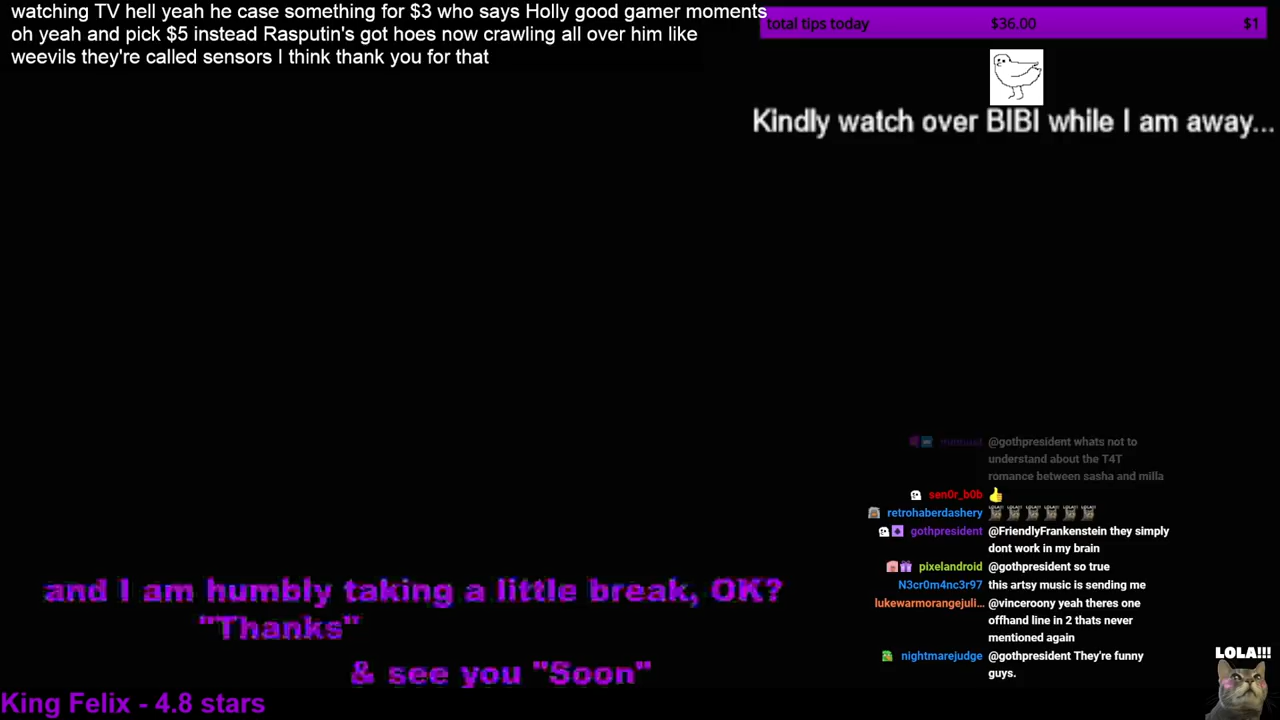 watching TV hell yeah he case something for $3 who says Holly good gamer moments
oh yeah and pick $5 instead Rasputin's got hoes now crawling all over him like
weevils they're called sensors I think thank you for that
total tips today $36.00 $1
Kindly watch over BIBI while I am away...
@gothpresident whats not to
understand about the T4T
romance between sasha and milla
sen0r_b0b
retrohaberdashery
gothpresident @FriendlyFrankenstein they simply
dont work in my brain
pixelandroid @gothpresident so true
N3cr0m4nc3r97 this artsy music is sending me
lukewarmorangejuli... @vinceroony yeah theres one
offhand line in 2 thats never
mentioned again
nightmarejudge @gothpresident They're funny
guys.
and I am humbly taking a little break, OK?
"Thanks"
& see you "Soon"
LOLA!!!
King Felix - 4.8 stars